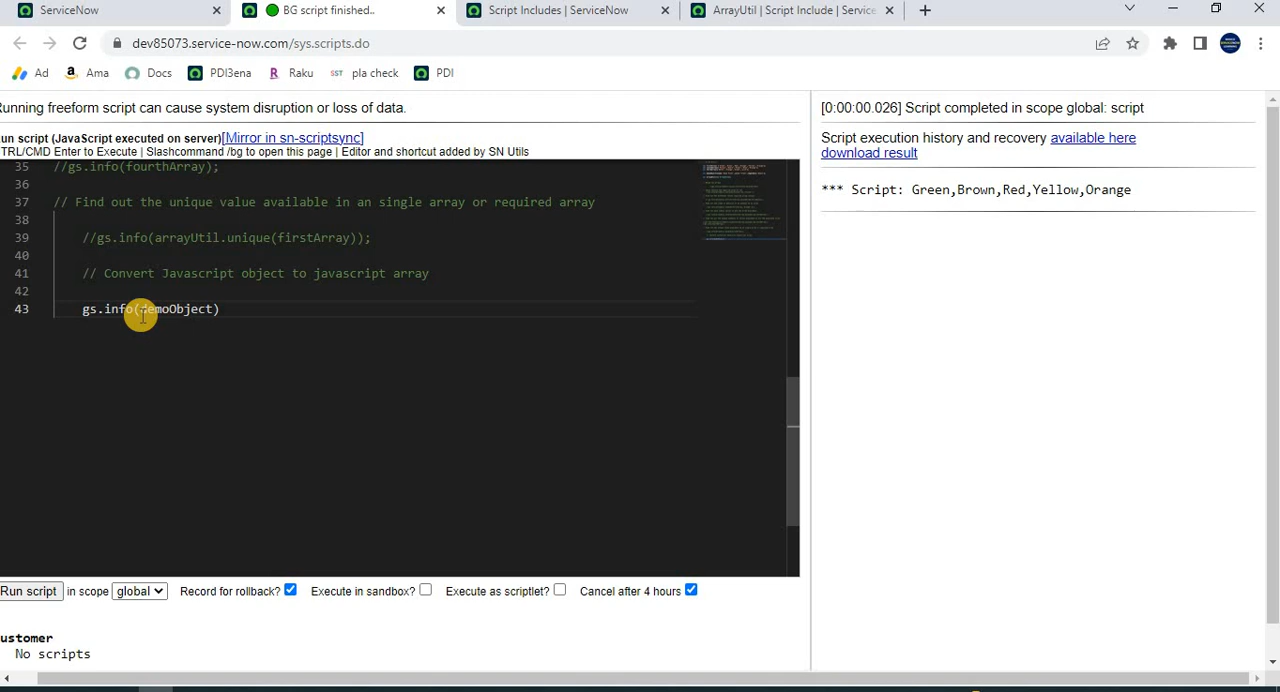 ServiceNow
BG script finished..
Script Includes | ServiceNow
ArrayUtil | Script Include | Service
dev85073.service-now.com/sys.scripts.do
Ad
Ama
Docs
PDI3ena
Raku
SST pla check
PDI
Running freeform script can cause system disruption or loss of data.
un script (JavaScript executed on server)[Mirror in sn-scriptsync]
TRL/CMD Enter to Execute | Slashcommand /bg to open this page | Editor and shortcut added by SN Utils
35 //gs.info(fourthArray);
36
37 // Find out the unique value available in an single array on required array
38
39 //gs.info(arrayUtil.unique(firstArray));
40
41 // Convert Javascript object to javascript array
42
43 gs.info(demoObject)
Run script in scope global Record for rollback? Execute in sandbox? Execute as scriptlet? Cancel after 4 hours
ustomer
No scripts
[0:00:00.026] Script completed in scope global: script
Script execution history and recovery available here
download result
*** Script: Green,Brown,Red,Yellow,Orange